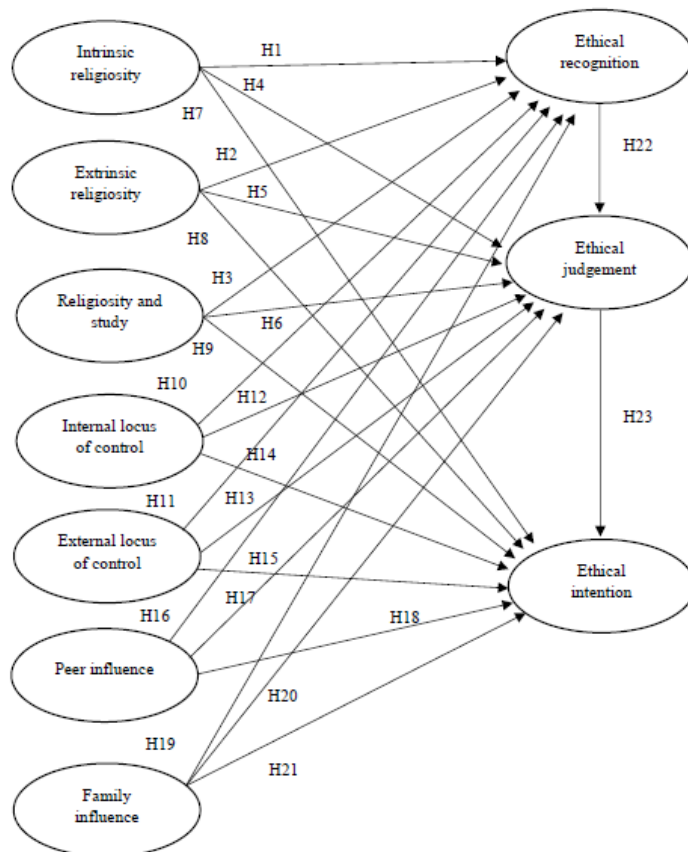 Intrinsic
religiosity
H1
Ethical
recognition
H4
H7
Extrinsic
religiosity
H2
H22
H5
H8
Ethical
judgement
Religiosity and
study
H3
H6
H9
H10
H12
Internal locus
of control
H23
H14
H11
H13
External locus
of control
H15
Ethical
intention
H17
H16
H18
Peer influence
H20
H19
H21
Family
influence